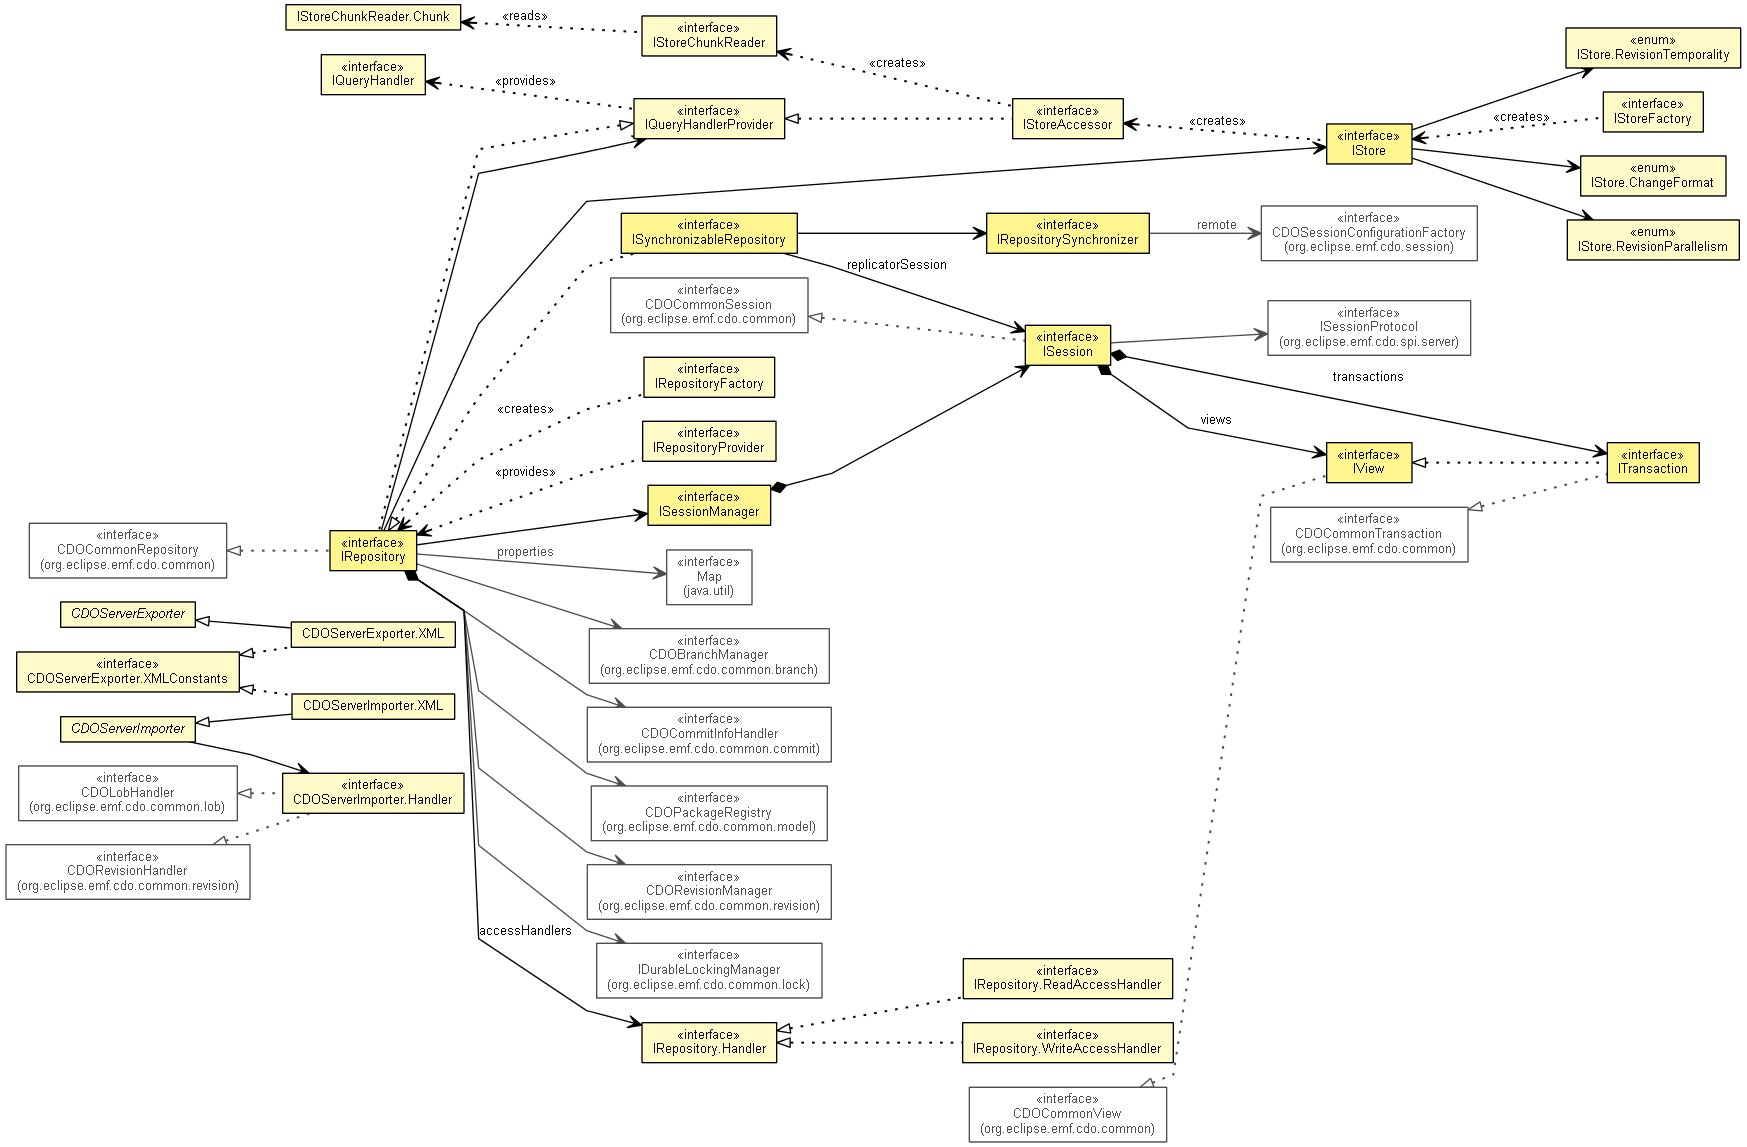 IStoreChunkReader.Chunk
«reads»
«interface»
IStoreChunkReader
«interface»
IQueryHandler
«provides»
«creates»
«interface»
IQueryHandlerProvider
«interface»
IStoreAccessor
«creates»
«interface»
IStore
«enum»
IStore.RevisionTemporality
«creates»
«interface»
IStoreFactory
«enum»
IStore.ChangeFormat
«enum»
IStore.RevisionParallelism
«interface»
ISynchronizableRepository
«interface»
IRepositorySynchronizer
remote
«interface»
CDOSessionConfigurationFactory
(org.eclipse.emf.cdo.session)
replicatorSession
«interface»
CDOCommonSession
(org.eclipse.emf.cdo.common)
«interface»
ISession
«interface»
ISessionProtocol
(org.eclipse.emf.cdo.spi.server)
«interface»
IRepositoryFactory
transactions
«creates»
views
«interface»
IRepositoryProvider
«provides»
«interface»
IView
«interface»
ITransaction
«interface»
ISessionManager
«interface»
CDOCommonTransaction
(org.eclipse.emf.cdo.common)
«interface»
CDOCommonRepository
(org.eclipse.emf.cdo.common)
«interface»
IRepository
properties
«interface»
Map
(java.util)
CDOServerExporter
CDOServerExporter.XML
«interface»
CDOBranchManager
(org.eclipse.emf.cdo.common.branch)
«interface»
CDOServerExporter.XMLConstants
CDOServerImporter.XML
CDOServerImporter
«interface»
CDOCommitInfoHandler
(org.eclipse.emf.cdo.common.commit)
«interface»
CDOLobHandler
(org.eclipse.emf.cdo.common.lob)
«interface»
CDOServerImporter.Handler
«interface»
CDOPackageRegistry
(org.eclipse.emf.cdo.common.model)
«interface»
CDORevisionHandler
(org.eclipse.emf.cdo.common.revision)
«interface»
CDORevisionManager
(org.eclipse.emf.cdo.common.revision)
accessHandlers
«interface»
IDurableLockingManager
(org.eclipse.emf.cdo.common.lock)
«interface»
IRepository.ReadAccessHandler
«interface»
IRepository.Handler
«interface»
IRepository.WriteAccessHandler
«interface»
CDOCommonView
(org.eclipse.emf.cdo.common)